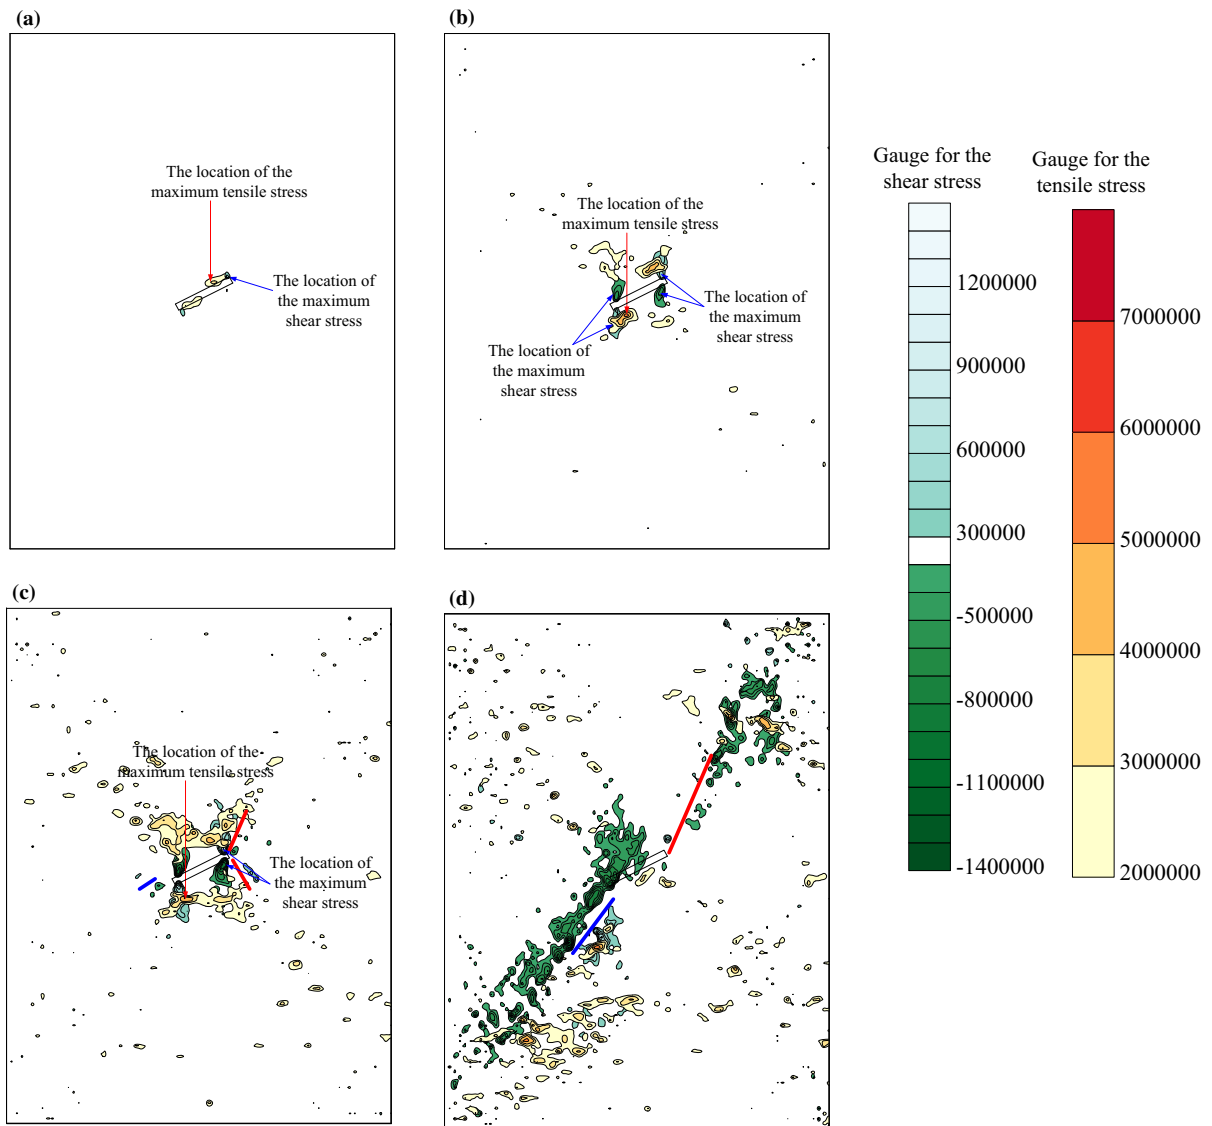 (a)
The location of the
maximum tensile stress
The location of
the maximum
shear stress
(b)
The location of the
maximum tensile stress
The location of
the maximum
shear stress
The location of
the maximum
shear stress
Gauge for the
shear stress
1200000
900000
600000
300000
-500000
-800000
-1100000
-1400000
Gauge for the
tensile stress
7000000
6000000
5000000
4000000
3000000
2000000
(c)
The location of the
maximum tensile stress
The location of
the maximum
shear stress
(d)